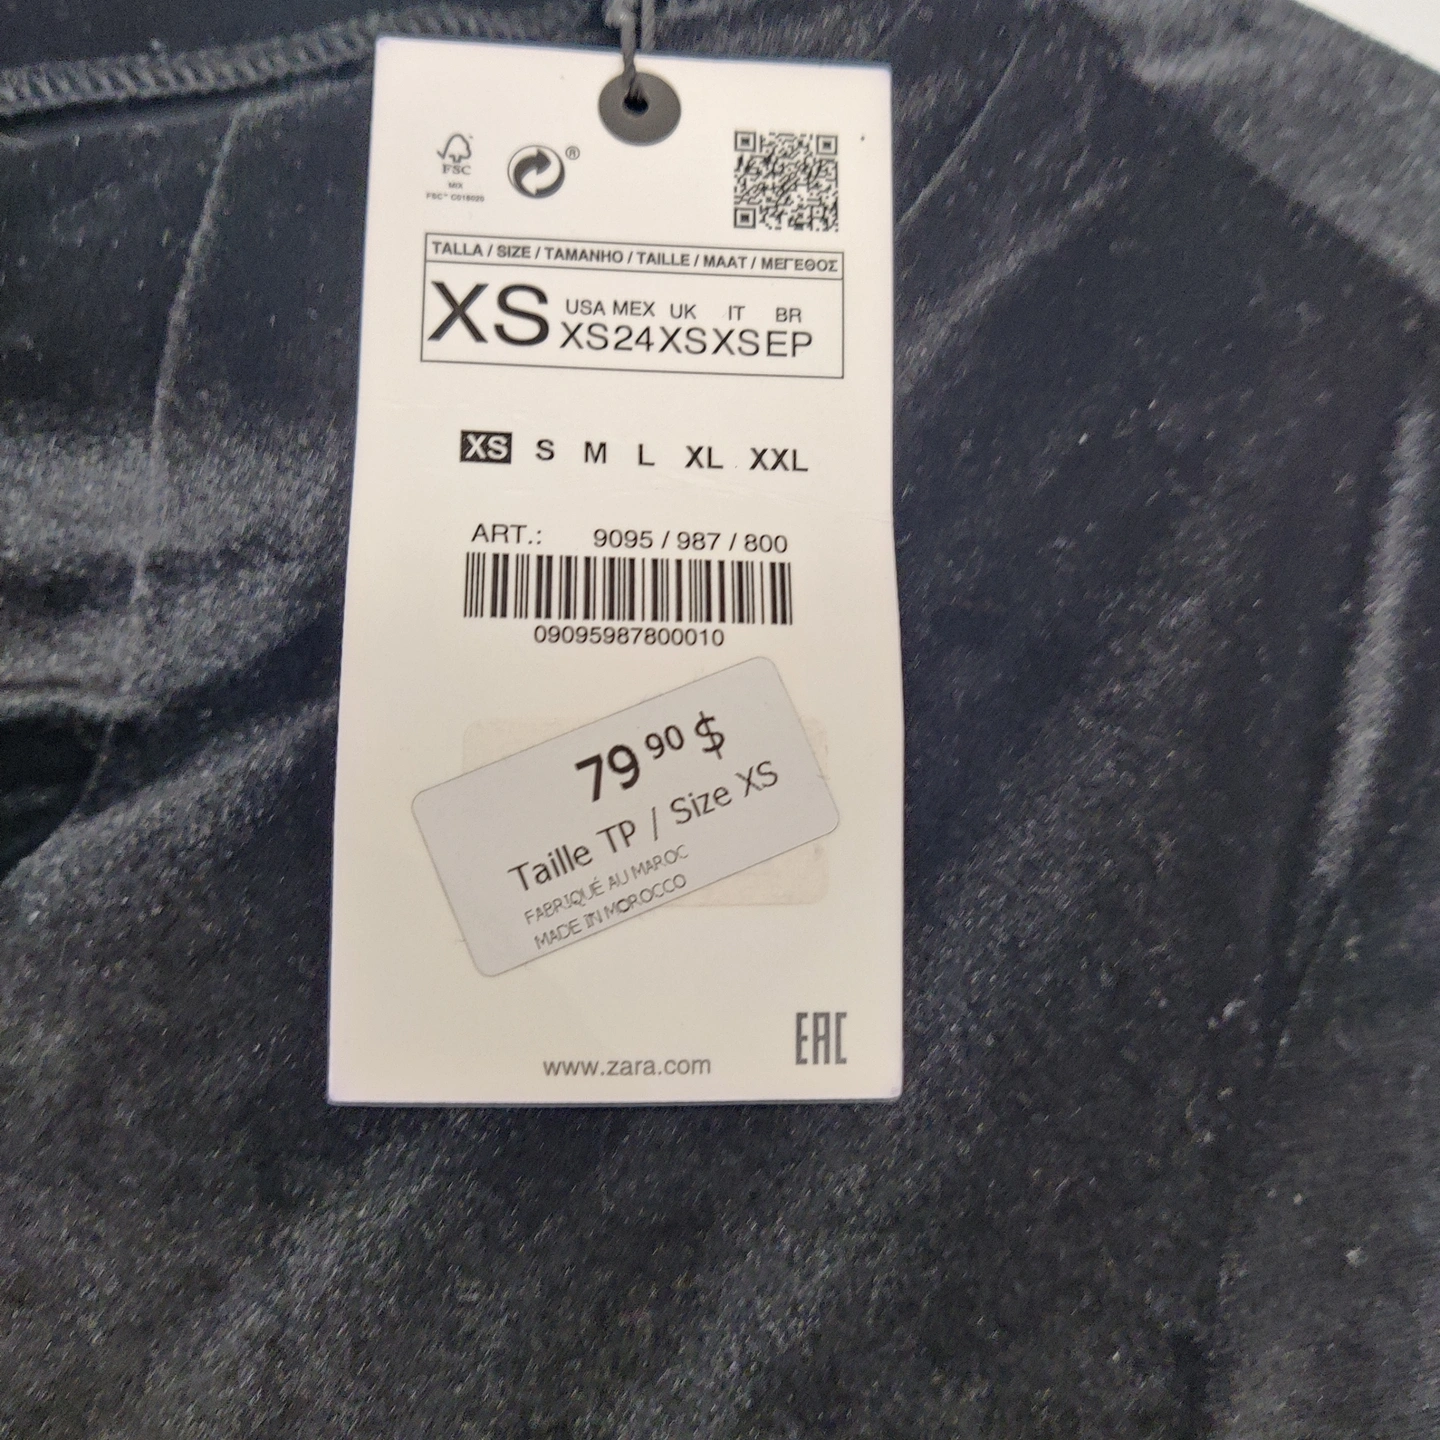 FSC
MIX
FSC™ C018020
®
TALLA / SIZE / TAMANHO / TAILLE / MAAT / ΜΕΓΕΘΟΣ
XS
USA MEX UK IT BR
XS 24 XS XS EP
XS S M L XL XXL
ART.: 9095 / 987 / 800
09095987800010
79 90 $
Taille TP / Size XS
FABRIQUÉ AU MAROC
MADE IN MOROCCO
EAC
www.zara.com